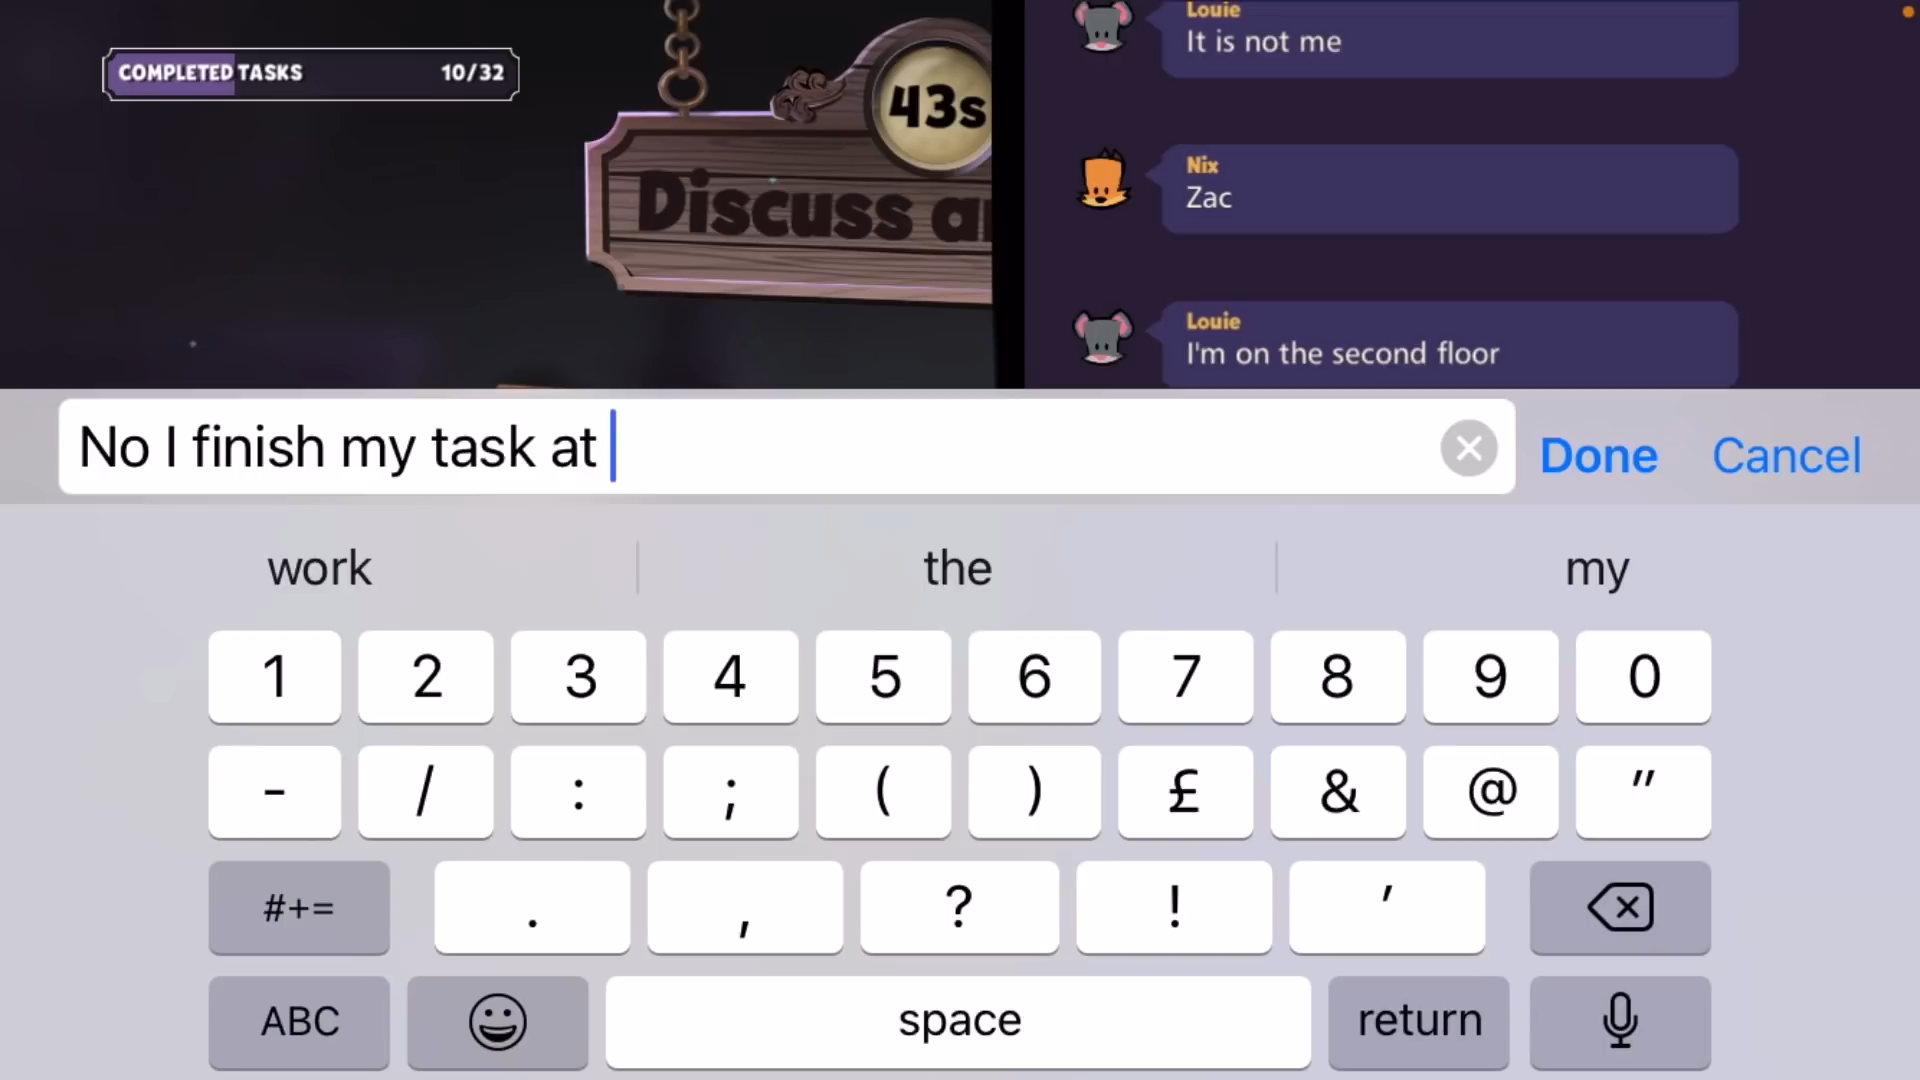 COMPLETED TASKS 10/32
43s
Discuss a
Louie
It is not me
Nix
Zac
Louie
I'm on the second floor
No I finish my task at
Done Cancel
work the my
1 2 3 4 5 6 7 8 9 0
- / : ; ( ) £ & @ "
#+= . , ? ! '
ABC space return